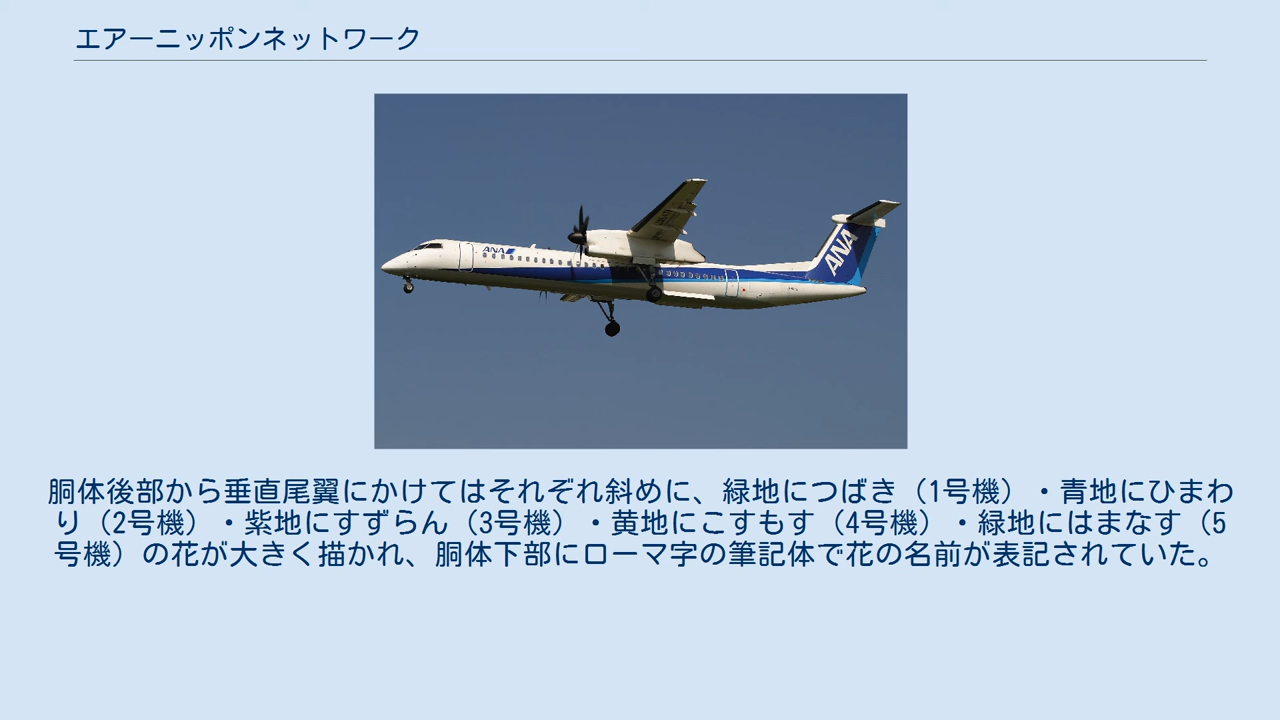 エアーニッポンネットワーク
ANA
ANA
胴体後部から垂直尾翼にかけてはそれぞれ斜めに、緑地につばき（1号機）・青地にひまわ
り（2号機）・紫地にすずらん（3号機）・黄地にこすもす（4号機）・緑地にはまなす（5
号機）の花が大きく描かれ、胴体下部にローマ字の筆記体で花の名前が表記されていた。